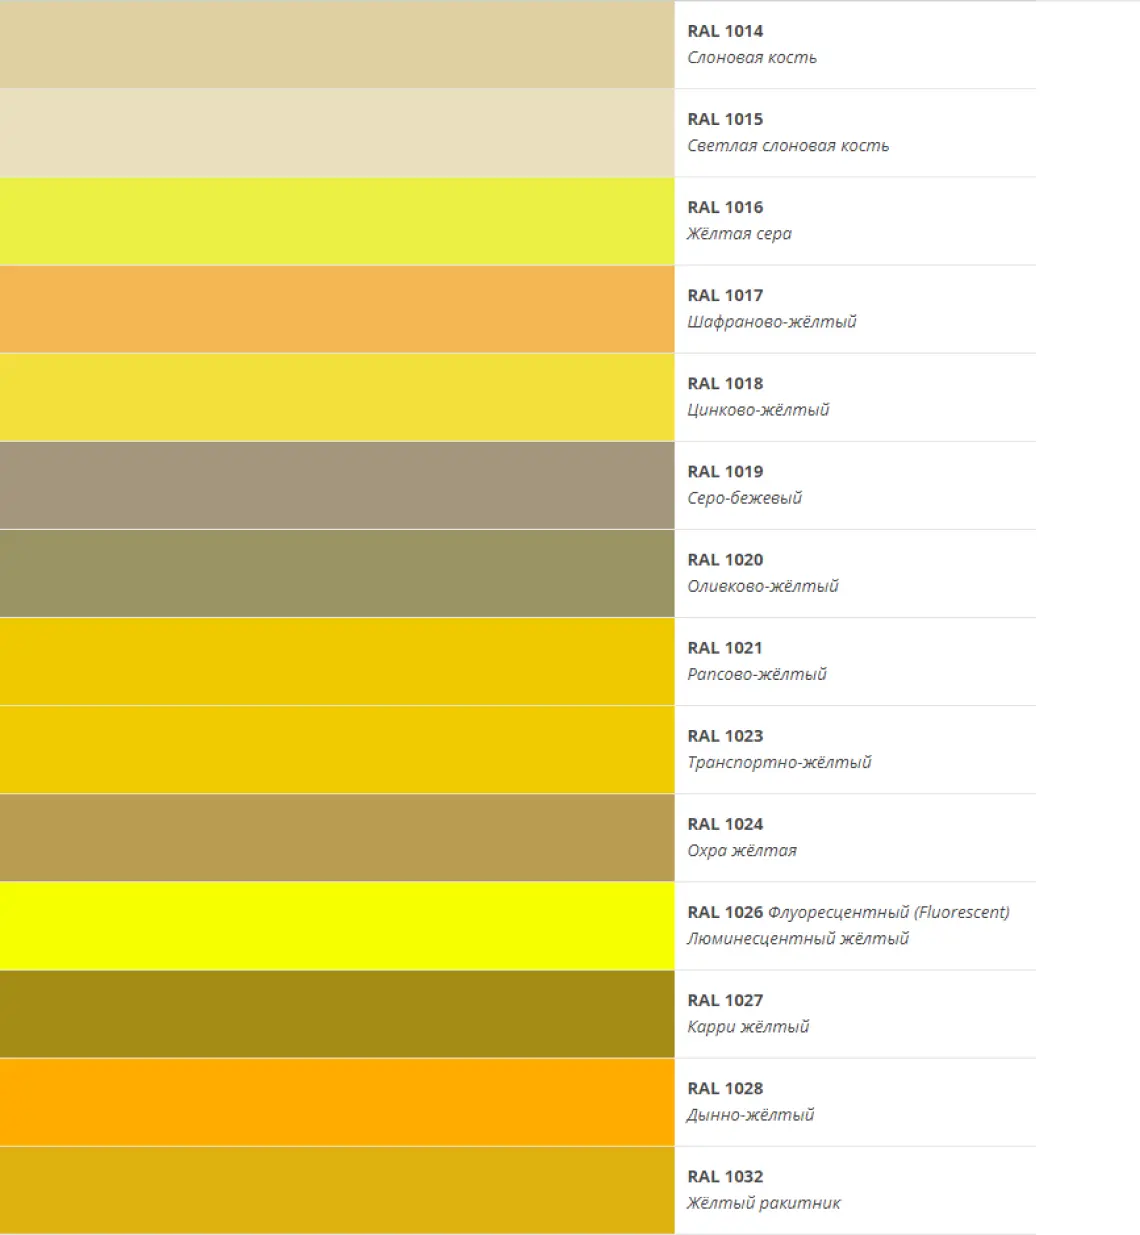 RAL 1014
Слоновая кость
RAL 1015
Светлая слоновая кость
RAL 1016
Жёлтая сера
RAL 1017
Шафраново-жёлтый
RAL 1018
Цинково-жёлтый
RAL 1019
Серо-бежевый
RAL 1020
Оливково-жёлтый
RAL 1021
Рапсово-жёлтый
RAL 1023
Транспортно-жёлтый
RAL 1024
Охра жёлтая
RAL 1026 Флуоресцентный (Fluorescent)
Люминесцентный жёлтый
RAL 1027
Карри жёлтый
RAL 1028
Дынно-жёлтый
RAL 1032
Жёлтый ракитник